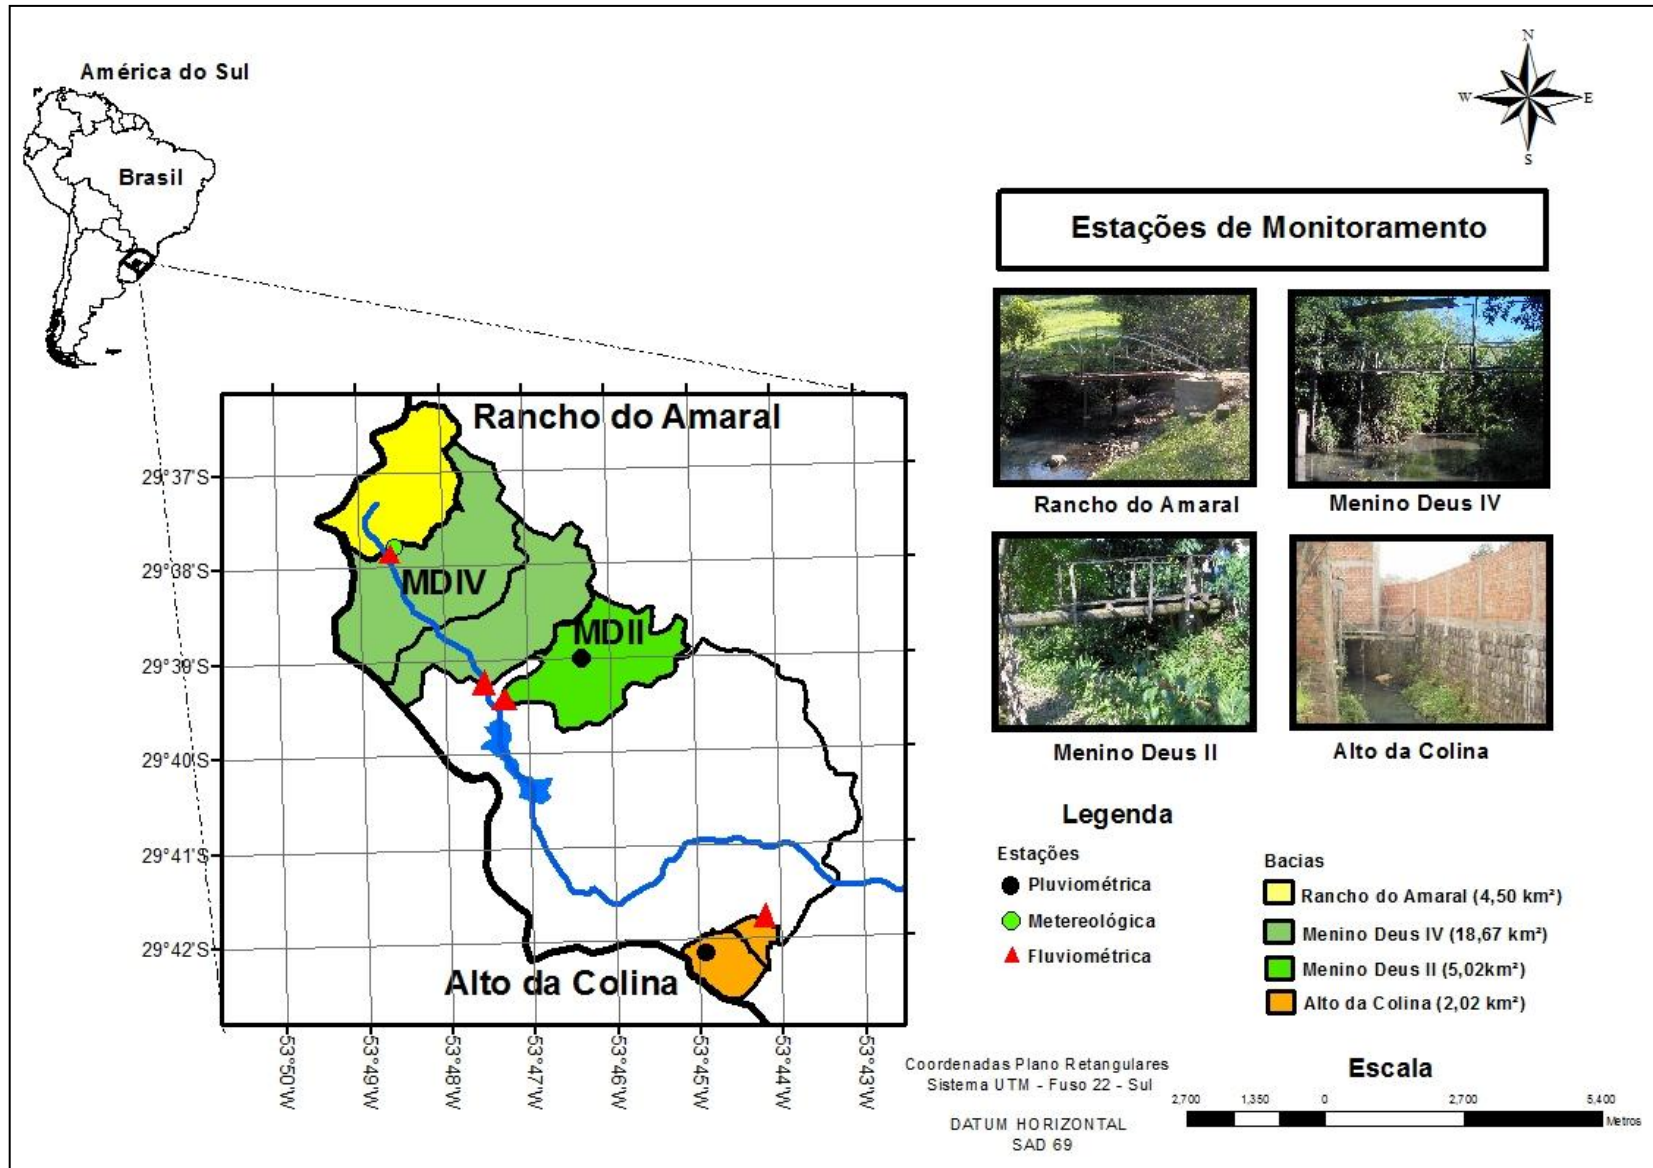 América do Sul
Brasil
N
W
E
S
Estações de Monitoramento
Rancho do Amaral
Menino Deus IV
Menino Deus II
Alto da Colina
Rancho do Amaral
MDIV
MDII
Alto da Colina
29°37'S
29°38'S
29°39'S
29°40'S
29°41'S
29°42'S
53°50'W
53°49'W
53°48'W
53°47'W
53°46'W
53°45'W
53°44'W
53°43'W
Legenda
Estações
Pluviométrica
Metereológica
Fluviométrica
Bacias
Rancho do Amaral (4,50 km²)
Menino Deus IV (18,67 km²)
Menino Deus II (5,02km²)
Alto da Colina (2,02 km²)
Coordenadas Plano Retangulares
Sistema UTM - Fuso 22 - Sul
DATUM HORIZONTAL
SAD 69
Escala
2,700 1,350 0 2,700 5,400
Metros